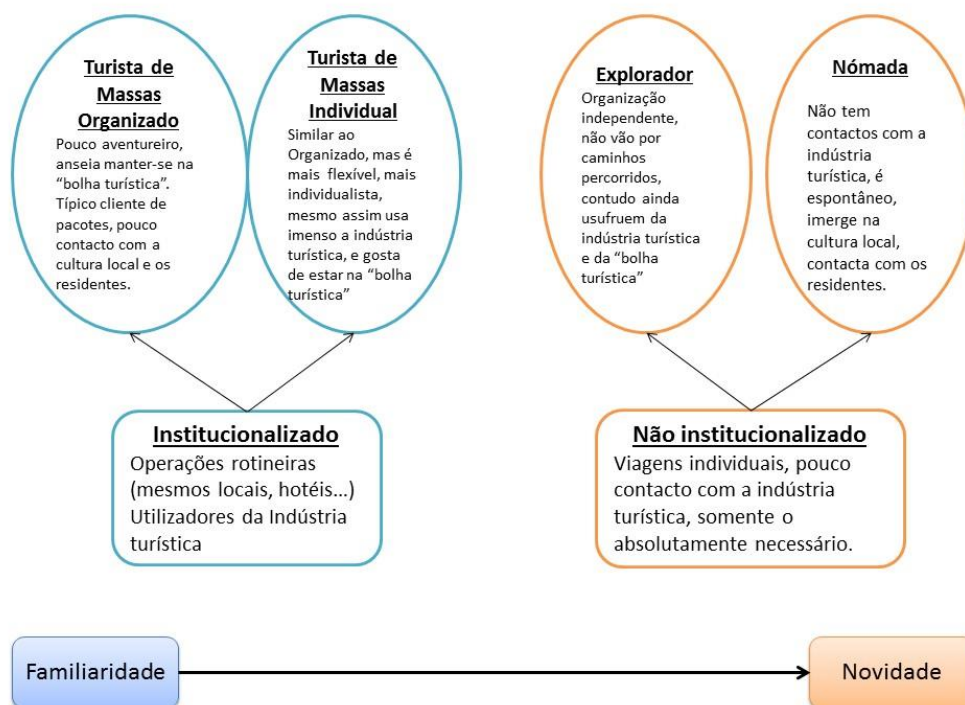 Turista de
Massas
Organizado
Pouco aventureiro,
anseia manter-se na
“bolha turística”.
Típico cliente de
pacotes, pouco
contacto com a
cultura local e os
residentes.
Turista de
Massas
Individual
Similar ao
Organizado, mas é
mais flexível, mais
individualista,
mesmo assim usa
imenso a indústria
turística, e gosta
de estar na “bolha
turística”
Explorador
Organização
independente,
não vão por
caminhos
percorridos,
contudo ainda
usufruem da
indústria turística
e da “bolha
turística”
Nómada
Não tem
contactos com a
indústria
turística, é
espontâneo,
imerge na
cultura local,
contacta com os
residentes.
Institucionalizado
Operações rotineiras
(mesmos locais, hotéis...)
Utilizadores da Indústria
turística
Não institucionalizado
Viagens individuais, pouco
contacto com a indústria
turística, somente o
absolutamente necessário.
Familiaridade
Novidade